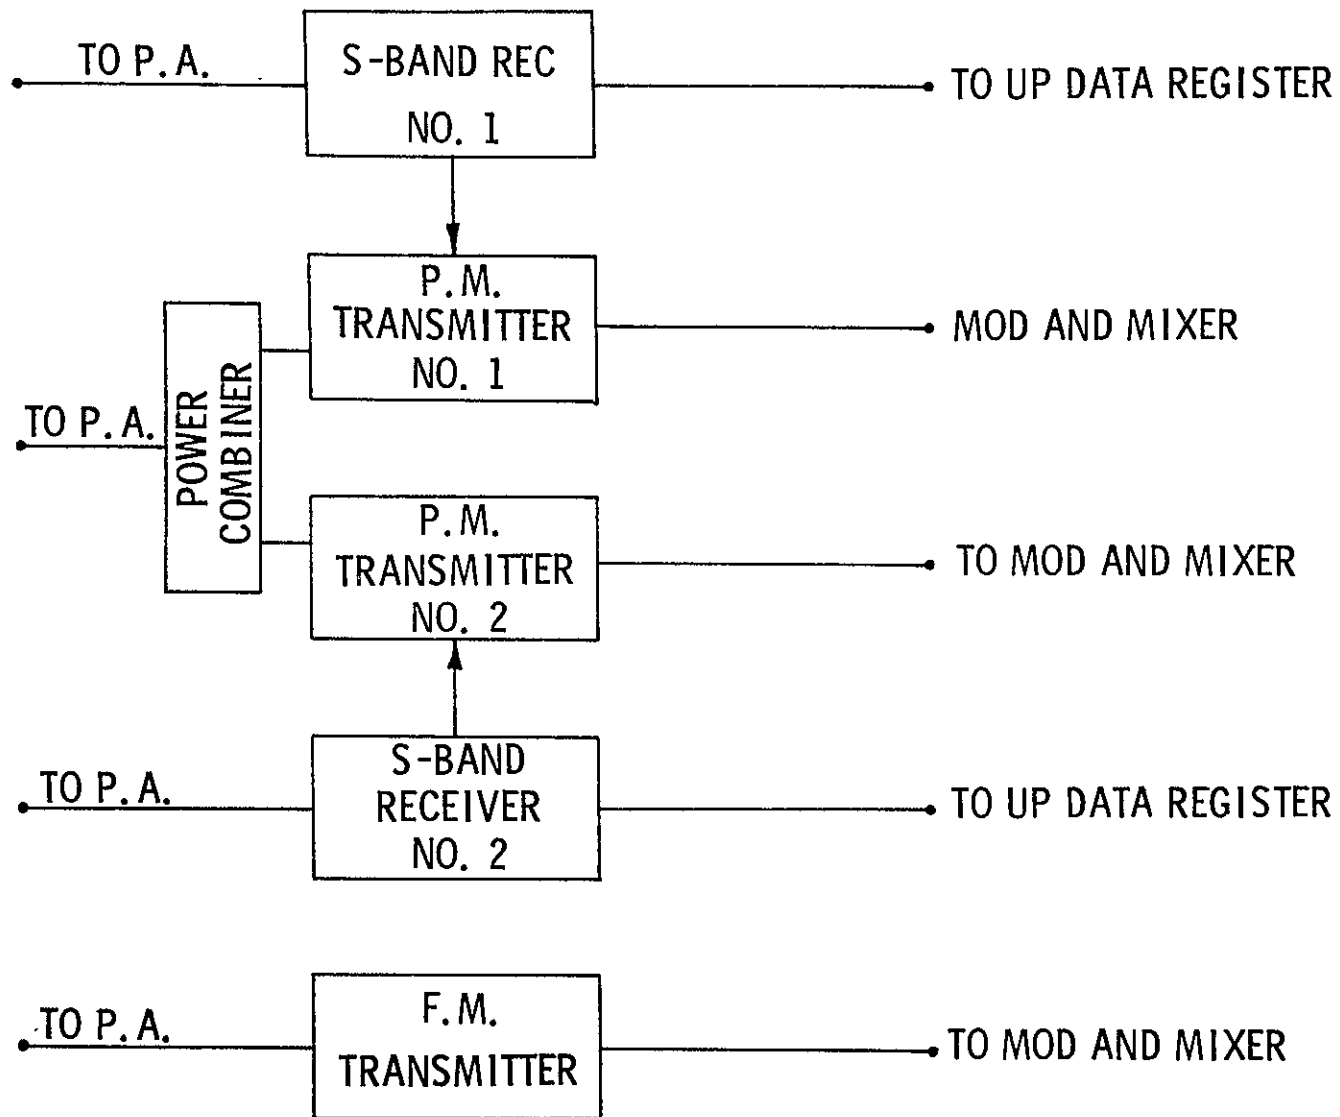 TO P. A.
S-BAND REC
NO. 1
TO UP DATA REGISTER
P. M.
TRANSMITTER
NO. 1
MOD AND MIXER
TO P. A.
POWER
COMBINER
P. M.
TRANSMITTER
NO. 2
TO MOD AND MIXER
TO P. A.
S-BAND
RECEIVER
NO. 2
TO UP DATA REGISTER
TO P. A.
F. M.
TRANSMITTER
TO MOD AND MIXER